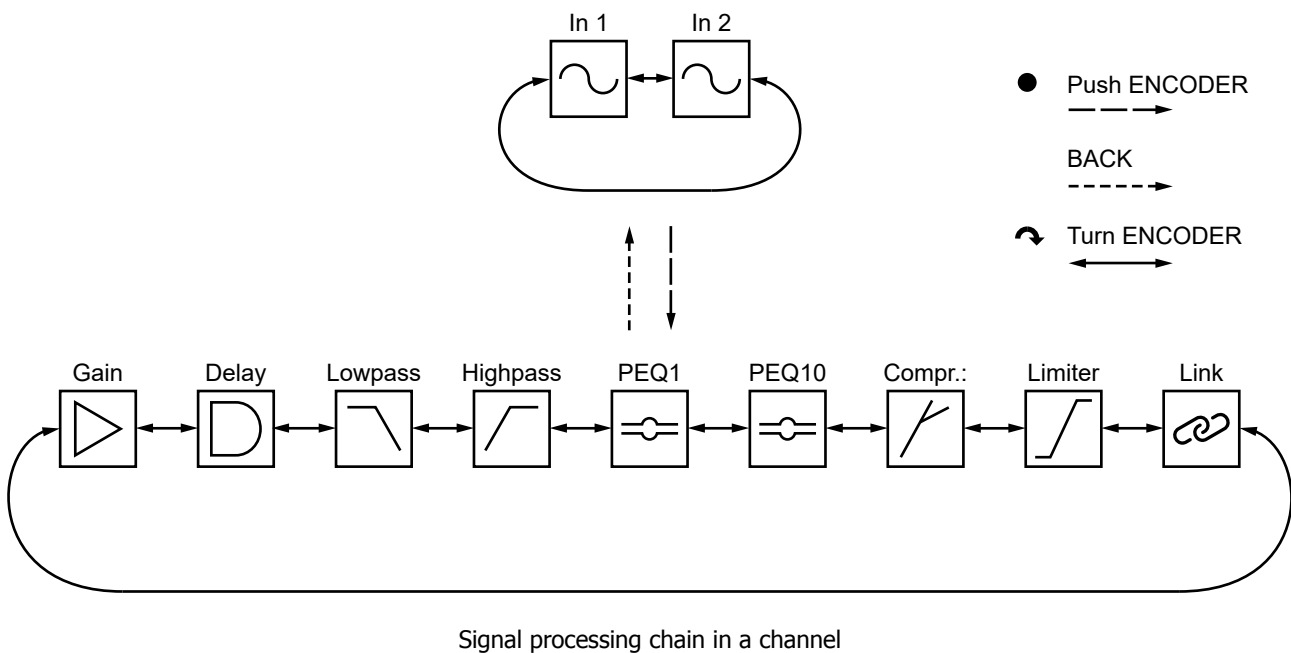 In 1 In 2
Push ENCODER
BACK
Turn ENCODER
Gain Delay Lowpass Highpass PEQ1 PEQ10 Compr.: Limiter Link
Signal processing chain in a channel